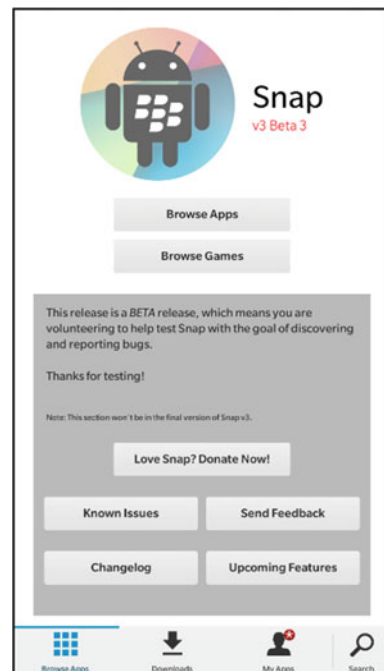 Snap
v3 Beta 3
Browse Apps
Browse Games
This release is a BETA release, which means you are
volunteering to help test Snap with the goal of discovering
and reporting bugs.
Thanks for testing!
Note: This section won't be in the final version of Snap v3.
Love Snap? Donate Now!
Known Issues
Send Feedback
Changelog
Upcoming Features
Browse Apps
Downloads
My Apps
Search